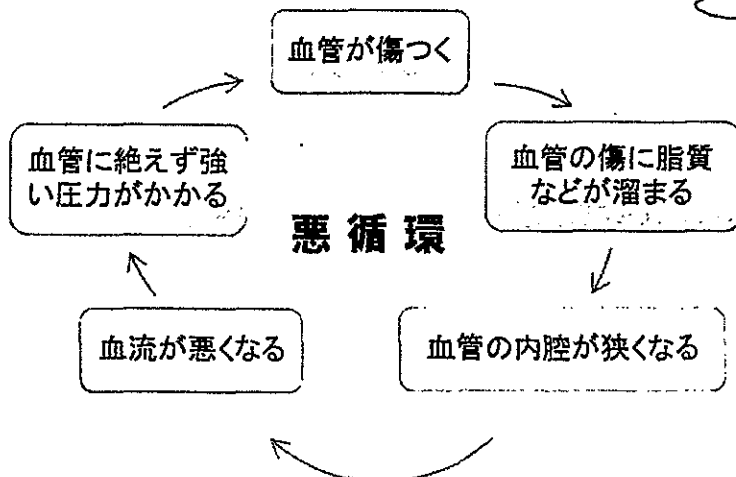 血管が傷つく
血管に絶えず強
い圧力がかかる
血管の傷に脂質
などが溜まる
悪循環
血流が悪くなる
血管の内腔が狭くなる